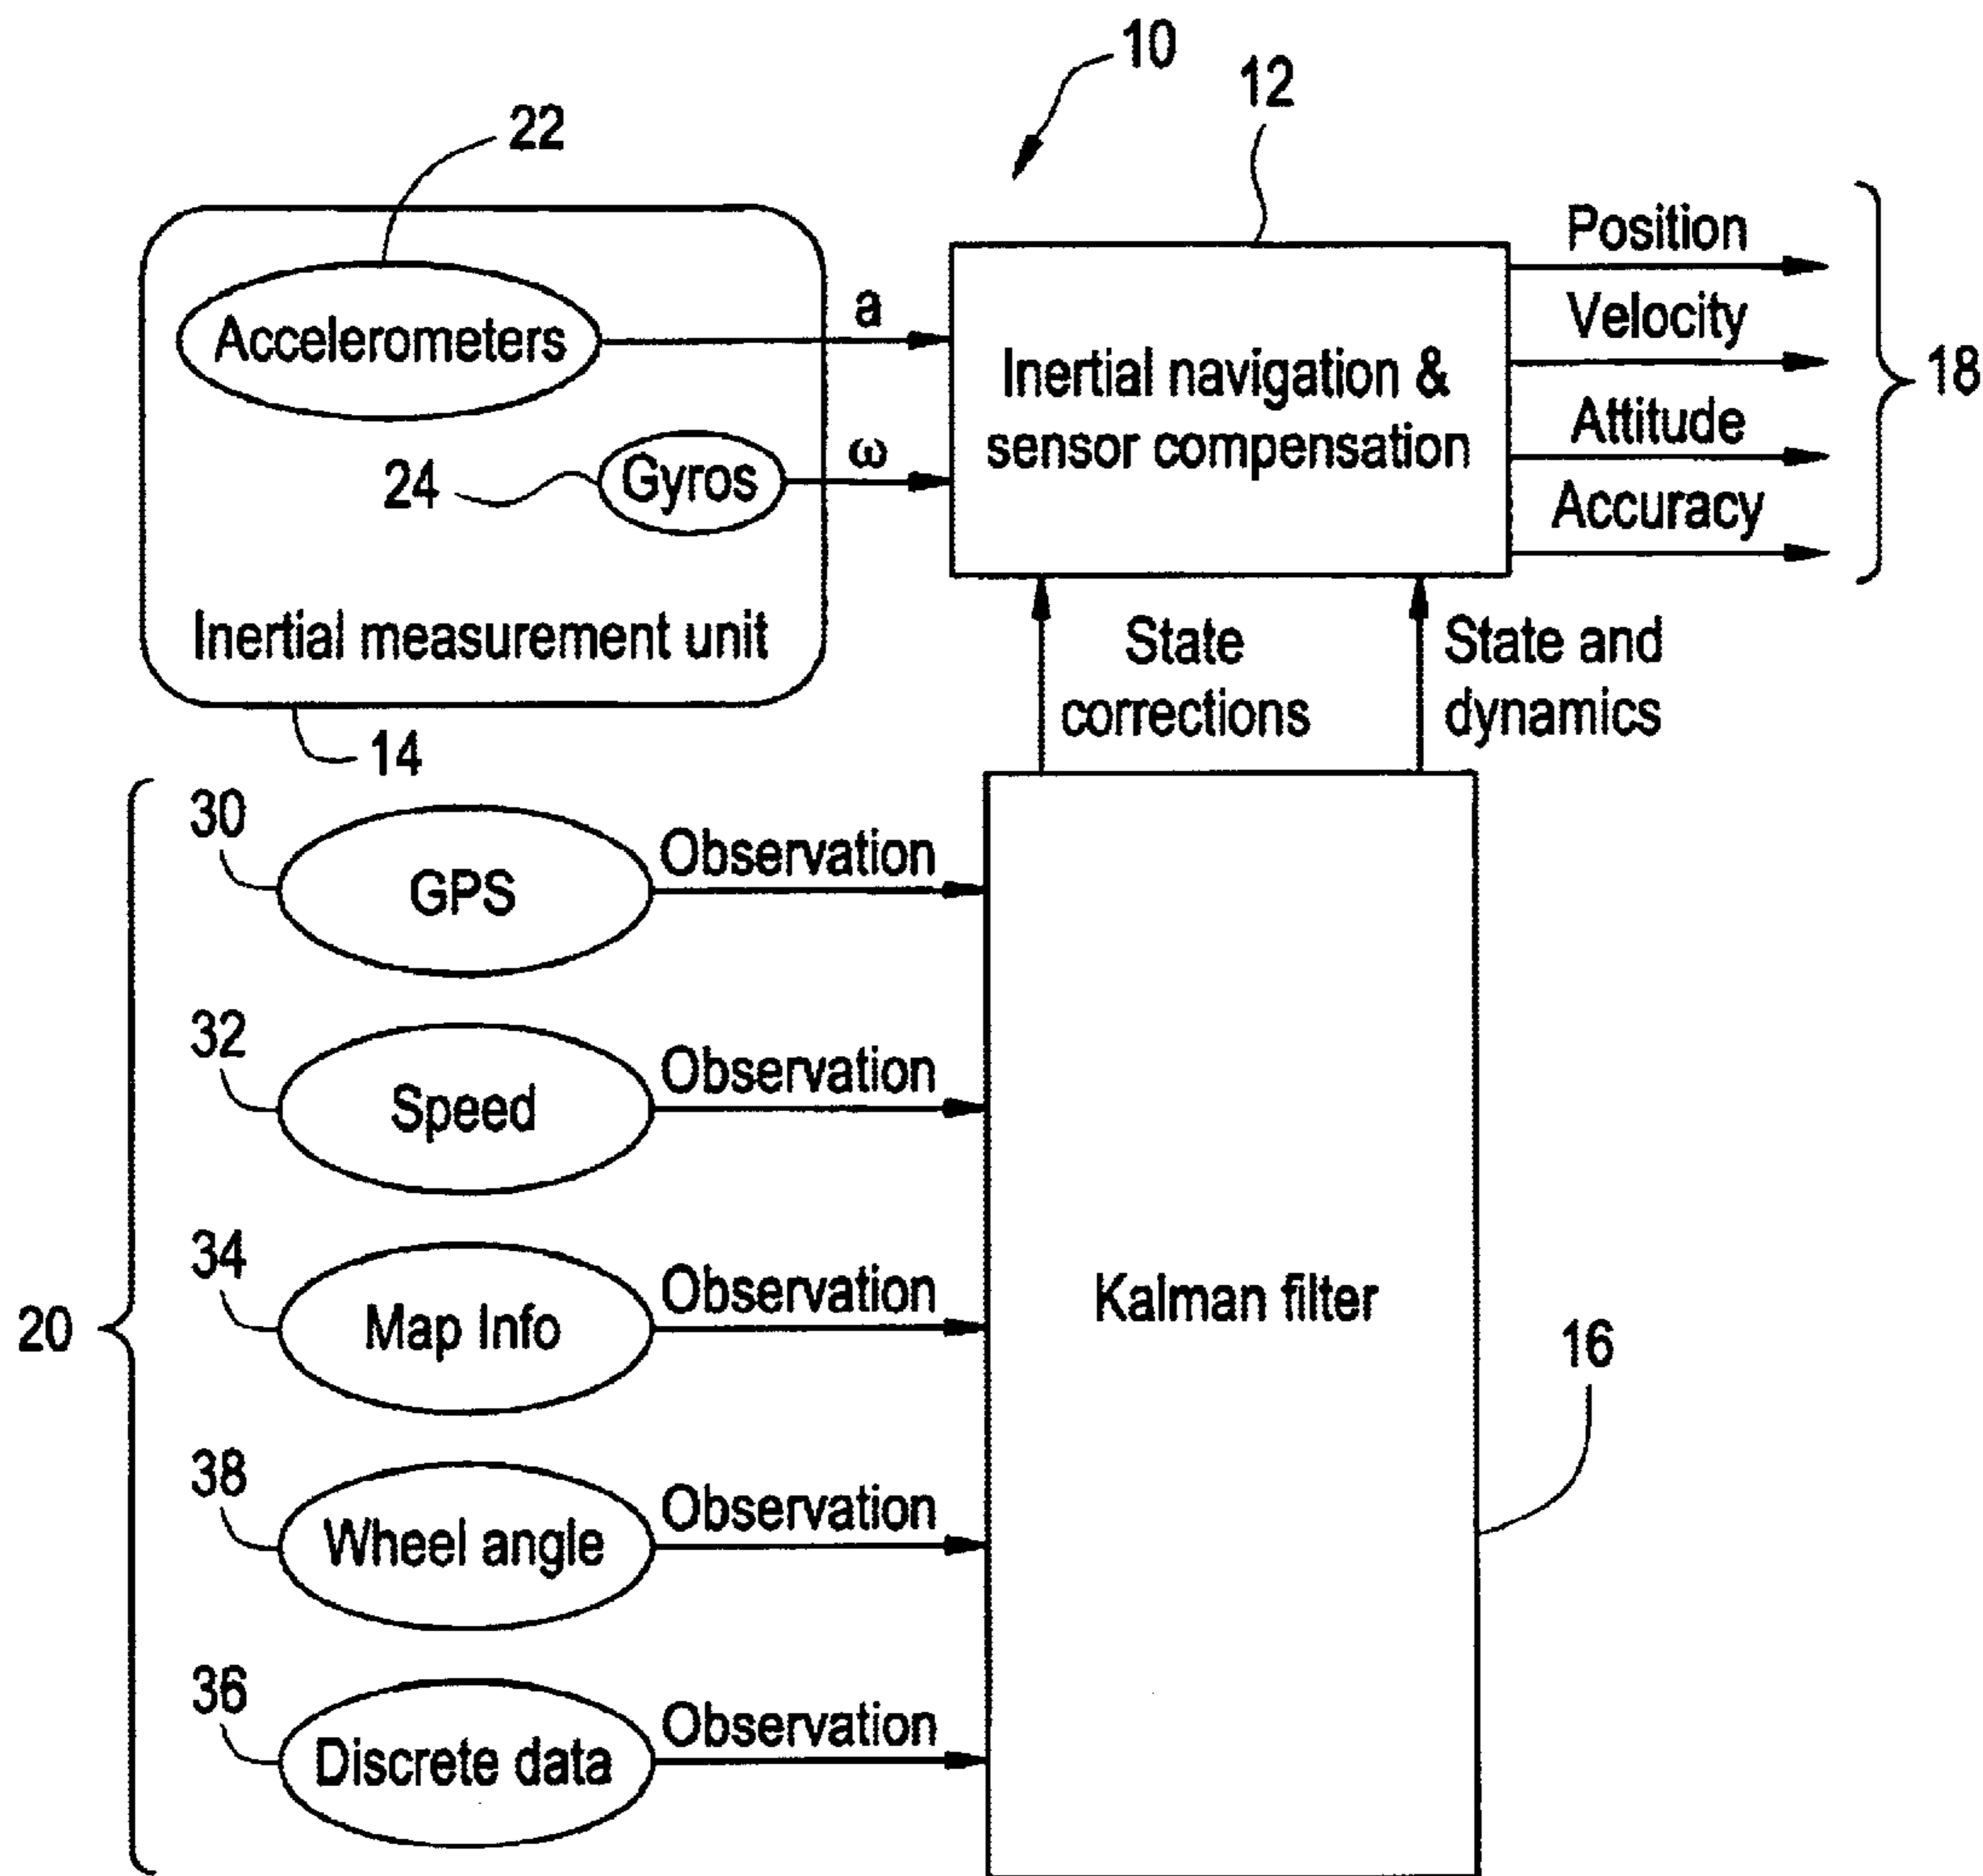 10
12
22
Position
Accelerometers
a
Velocity
Inertial navigation &
sensor compensation
18
Attitude
24
Gyros
ω
Accuracy
Inertial measurement unit
State
corrections
State and
dynamics
14
30
GPS
Observation
32
Speed
Observation
34
Map Info
Observation
Kalman filter
20
16
38
Wheel angle
Observation
36
Discrete data
Observation